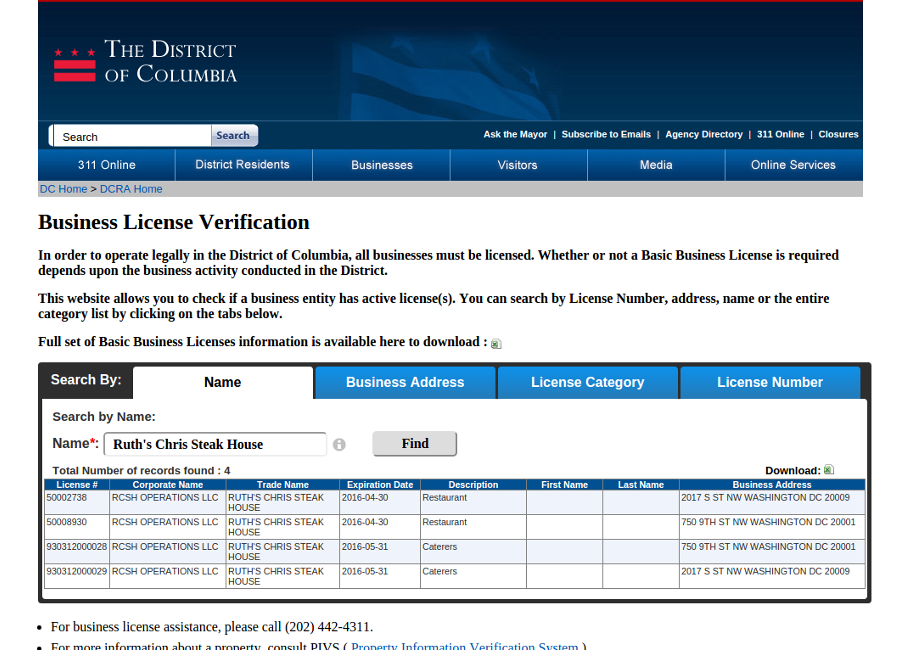 THE DISTRICT
OF COLUMBIA
Search Search
Ask the Mayor | Subscribe to Emails | Agency Directory | 311 Online | Closures
311 Online District Residents Businesses Visitors Media Online Services
DC Home > DCRA Home
Business License Verification
In order to operate legally in the District of Columbia, all businesses must be licensed. Whether or not a Basic Business License is required
depends upon the business activity conducted in the District.
This website allows you to check if a business entity has active license(s). You can search by License Number, address, name or the entire
category list by clicking on the tabs below.
Full set of Basic Business Licenses information is available here to download :
Search By: Name Business Address License Category License Number
Search by Name:
Name*: Ruth's Chris Steak House Find
Total Number of records found : 4 Download:
License # Corporate Name Trade Name Expiration Date Description First Name Last Name Business Address
50002738 RCSH OPERATIONS LLC RUTH'S CHRIS STEAK 2016-04-30 Restaurant 2017 S ST NW WASHINGTON DC 20009
HOUSE
50008930 RCSH OPERATIONS LLC RUTH'S CHRIS STEAK 2016-04-30 Restaurant 750 9TH ST NW WASHINGTON DC 20001
HOUSE
930312000028 RCSH OPERATIONS LLC RUTH'S CHRIS STEAK 2016-05-31 Caterers 750 9TH ST NW WASHINGTON DC 20001
HOUSE
930312000029 RCSH OPERATIONS LLC RUTH'S CHRIS STEAK 2016-05-31 Caterers 2017 S ST NW WASHINGTON DC 20009
HOUSE
• For business license assistance, please call (202) 442-4311.
• For more information about a property, consult PIVS ( Property Information Verification System )